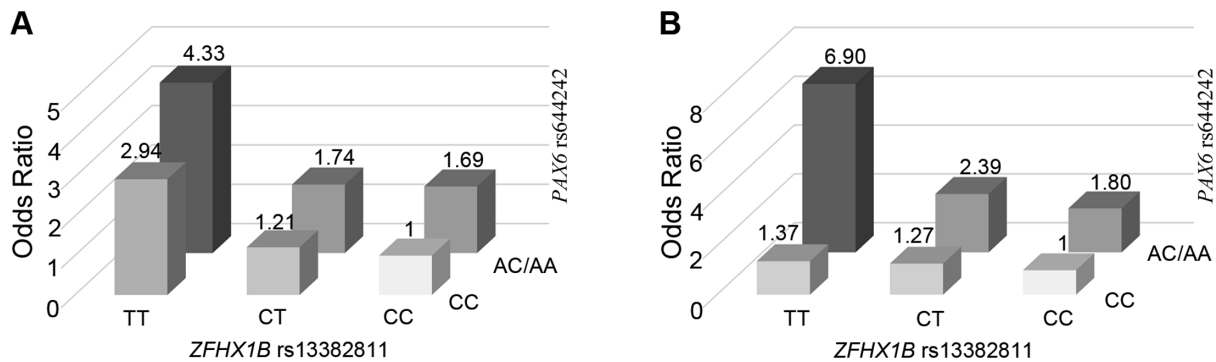 A
Odds Ratio
5
4
3
2
1
0
4.33
2.94
1.74
1.69
1.21
1
PAX6 rs644242
AC/AA
CC
TT
CT
CC
ZFHX1B rs13382811
B
Odds Ratio
8
6
4
2
0
6.90
2.39
1.80
1.37
1.27
1
PAX6 rs644242
AC/AA
CC
TT
CT
CC
ZFHX1B rs13382811